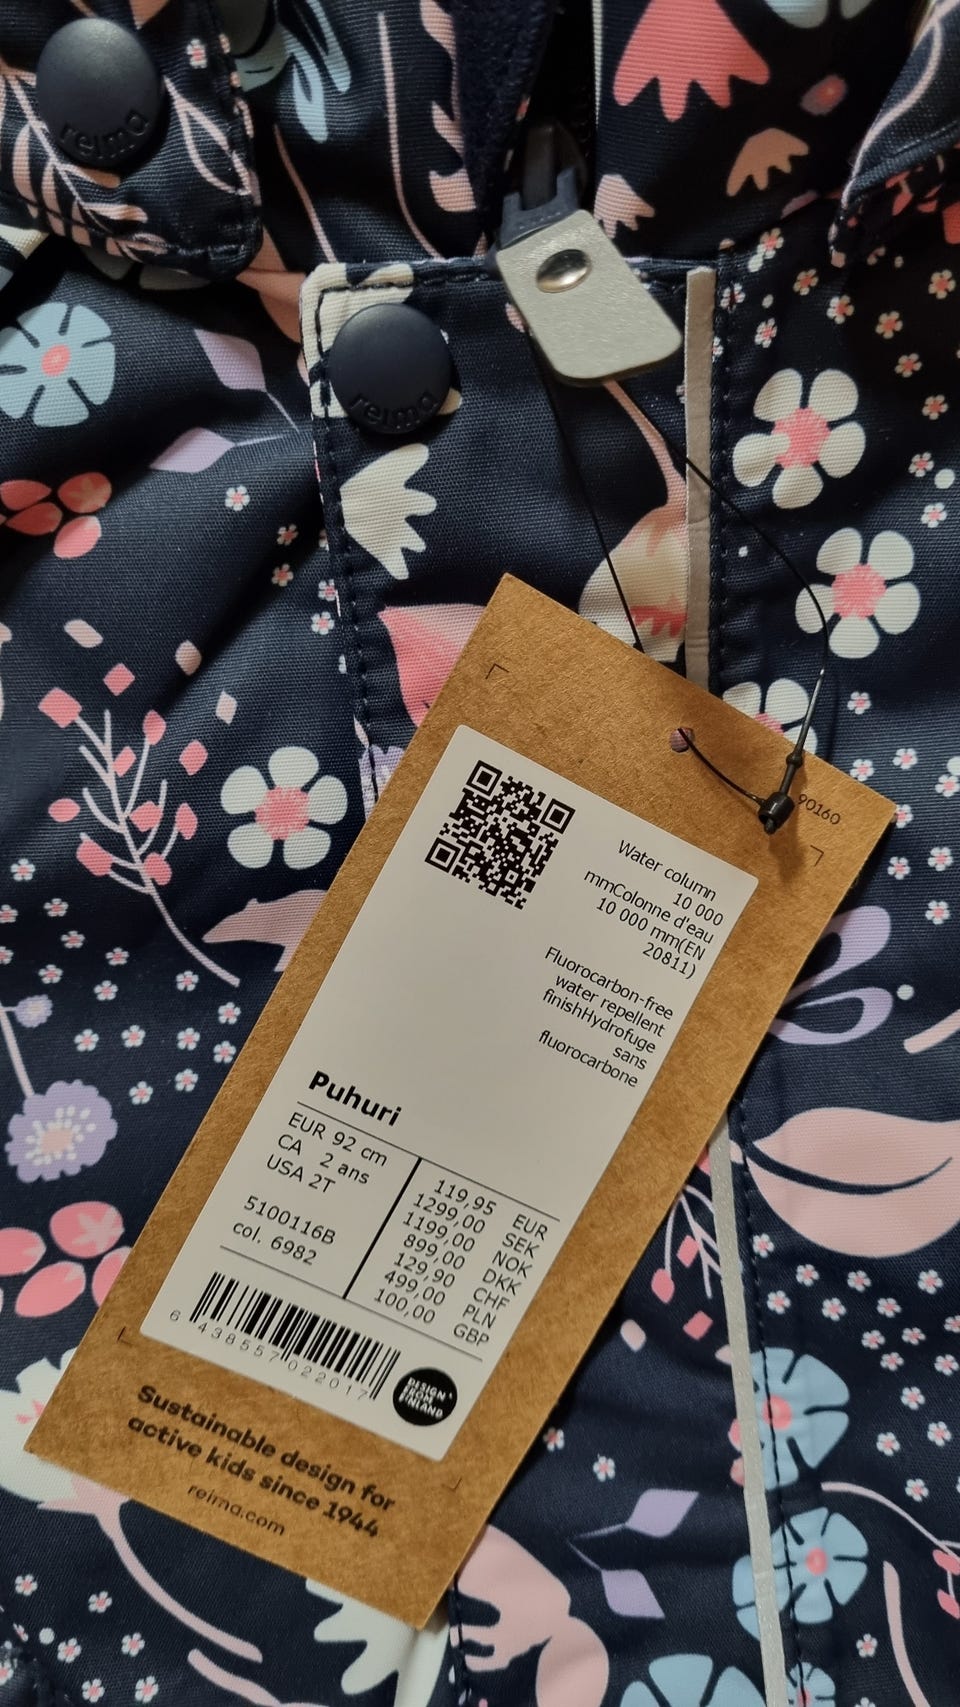 reima
reima
90160
Water column
10 000
mmColonne d'eau
10 000 mm(EN
20811)
Fluorocarbon-free
water repellent
finishHydrofuge
sans
fluorocarbone
Puhuri
EUR 92 cm
CA 2 ans
USA 2T
5100116B
col. 6982
119,95 EUR
1299,00 SEK
1199,00 NOK
899,00 DKK
129,90 CHF
499,00 PLN
100,00 GBP
6 438557 022017
DESIGN
FROM
FINLAND
Sustainable design for
active kids since 1944
reima.com